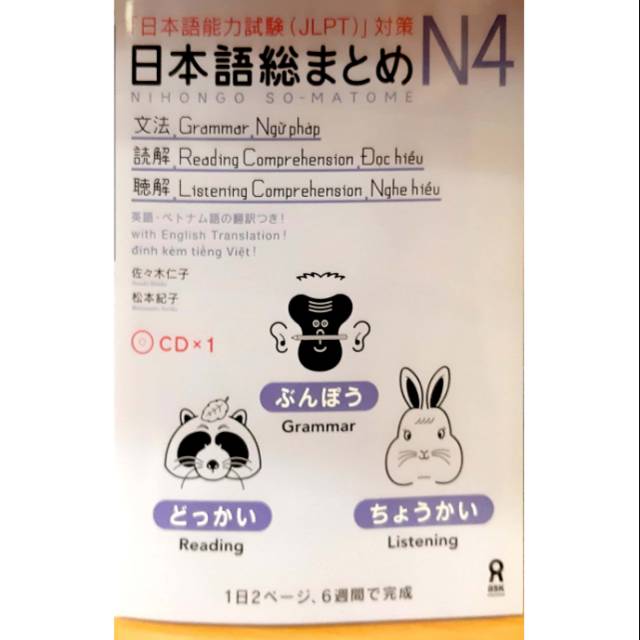 「日本語能力試験(JLPT)」対策
日本語総まとめ N4
NIHONGO SO-MATOME
文法, Grammar, Ngữ pháp
読解, Reading Comprehension, Đọc hiểu
聴解, Listening Comprehension, Nghe hiểu
英語・ベトナム語の翻訳つき!
with English Translation!
đính kèm tiếng Việt!
佐々木仁子
松本紀子
CD×1
ぶんぽう
Grammar
どっかい
Reading
ちょうかい
Listening
ask
1日2ページ、6週間で完成